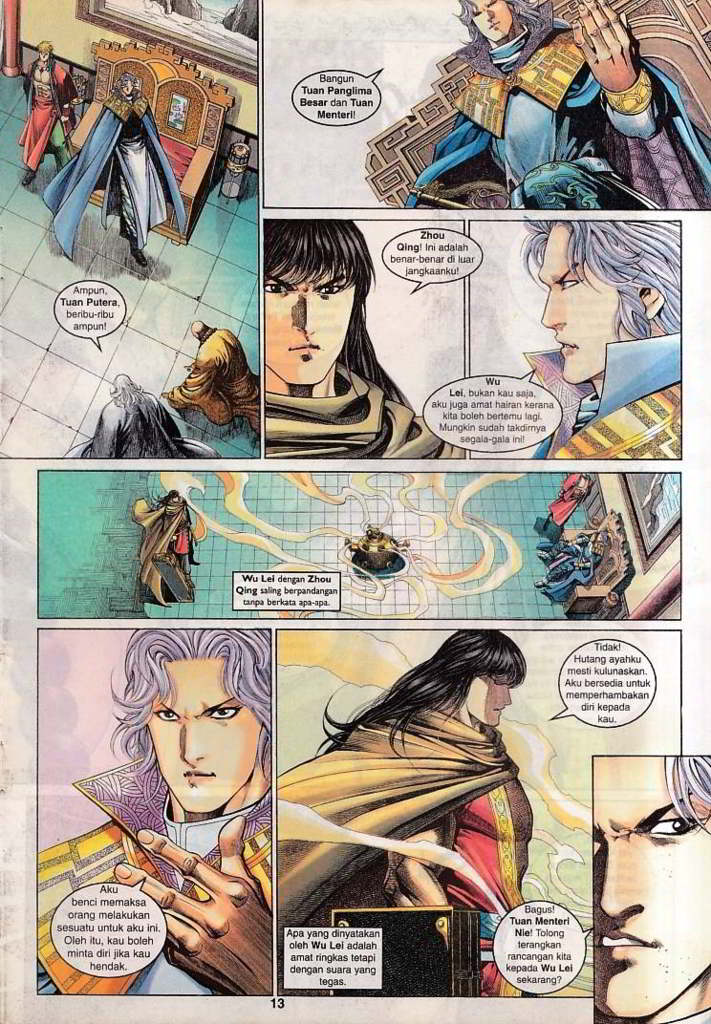 Ampun,
Tuan Putera,
beribu-ribu
ampun!
Bangun
Tuan Panglima
Besar dan Tuan
Menteri!
Zhou
Qing! Ini adalah
benar-benar di luar
jangkaanku!
Wu
Lei, bukan kau saja,
aku juga amat hairan kerana
kita boleh bertemu lagi.
Mungkin sudah takdirnya
segala-gala ini!
Wu Lei dengan Zhou
Qing saling berpandangan
tanpa berkata apa-apa.
Aku
benci memaksa
orang melakukan
sesuatu untuk aku ini.
Oleh itu, kau boleh
minta diri jika kau
hendak.
Tidak!
Hutang ayahku
mesti kulunaskan.
Aku bersedia untuk
memperhambakan
diri kepada
kau.
Apa yang dinyatakan
oleh Wu Lei adalah
amat ringkas tetapi
dengan suara yang
tegas.
Bagus!
Tuan Menteri
Nie! Tolong
terangkan
rancangan kita
kepada Wu Lei
sekarang?
13